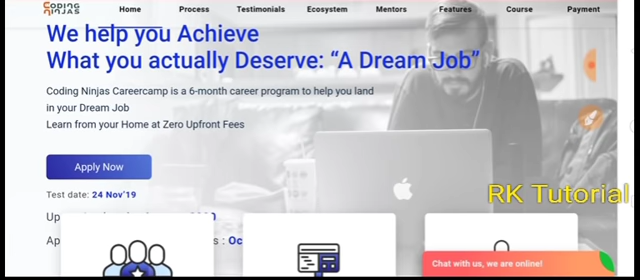 CODING
NINJAS
Home Process Testimonials Ecosystem Mentors Features Course Payment
We help you Achieve
What you actually Deserve: “A Dream Job”
Coding Ninjas Careercamp is a 6-month career program to help you land
in your Dream Job
Learn from your Home at Zero Upfront Fees
Apply Now
Test date: 24 Nov'19
RK Tutorial
Chat with us, we are online!